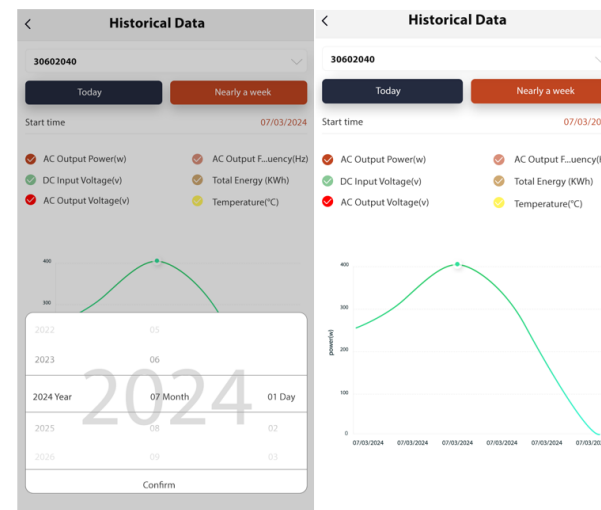 Historical Data
30602040
Today
Nearly a week
Start time
07/03/2024
AC Output Power(w)
AC Output F...uency(Hz)
DC Input Voltage(v)
Total Energy (KWh)
AC Output Voltage(v)
Temperature(°C)
400
300
2022
05
2023
06
2024
2024 Year
07 Month
01 Day
2025
08
02
2026
09
03
Confirm
Historical Data
30602040
Today
Nearly a week
Start time
07/03/20
AC Output Power(w)
AC Output F...uency(H
DC Input Voltage(v)
Total Energy (KWh)
AC Output Voltage(v)
Temperature(°C)
400
300
power(w)
200
100
0
07/03/2024 07/03/2024 07/03/2024 07/03/2024 07/03/2024 07/03/20